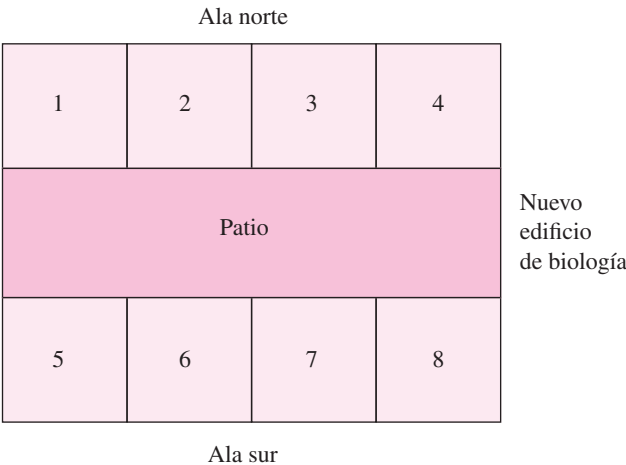 Ala norte
1 2 3 4
Patio
Nuevo
edificio
de biología
5 6 7 8
Ala sur